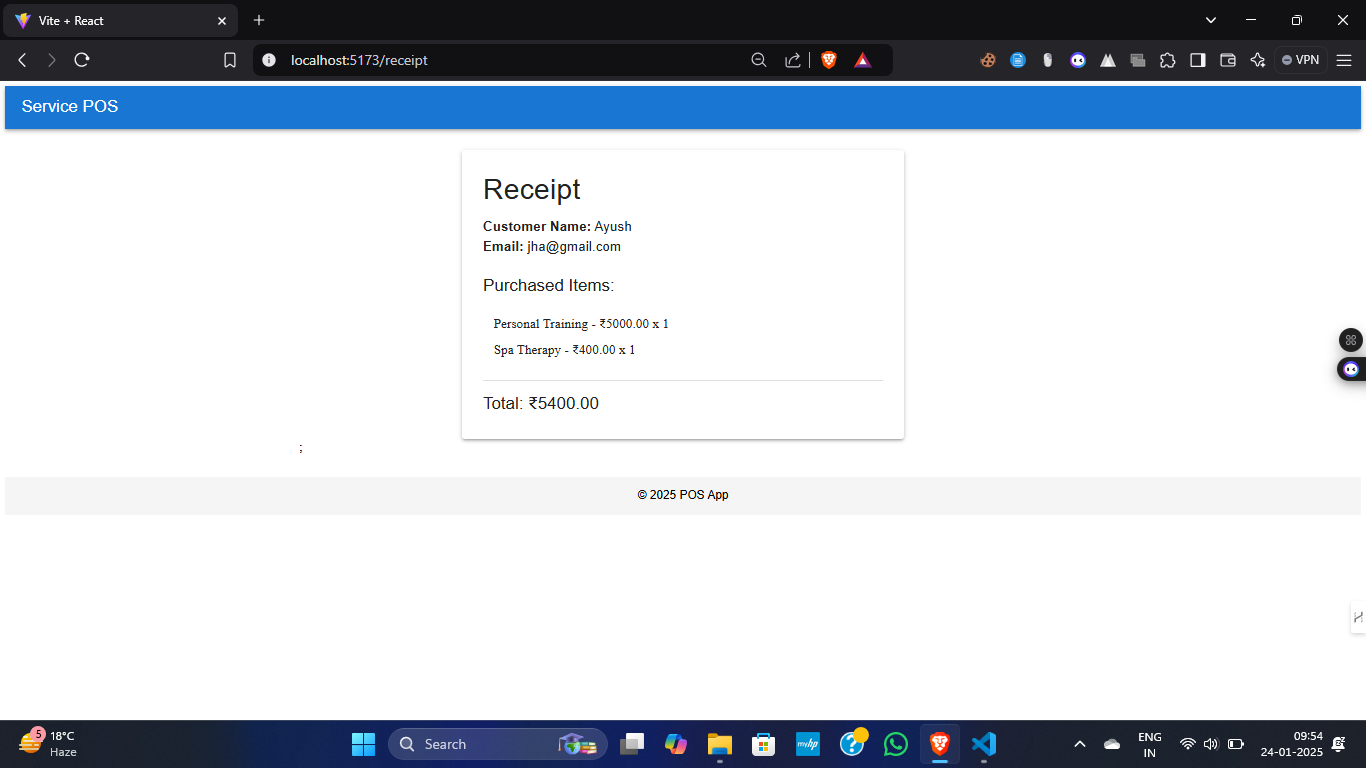 Vite + React
localhost:5173/receipt
VPN
Service POS
Receipt
Customer Name: Ayush
Email: jha@gmail.com
Purchased Items:
Personal Training - ₹5000.00 x 1
Spa Therapy - ₹400.00 x 1
Total: ₹5400.00
;
© 2025 POS App
5
18°C
Haze
Search
myhp
ENG
IN
09:54
24-01-2025